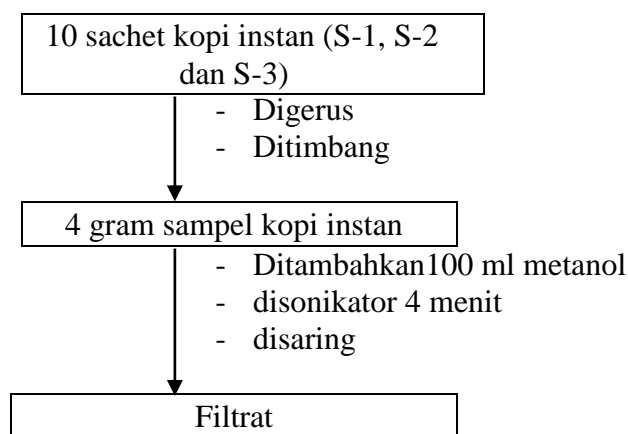 10 sachet kopi instan (S-1, S-2
dan S-3)
- Digerus
- Ditimbang
4 gram sampel kopi instan
- Ditambahkan100 ml metanol
- disonikator 4 menit
- disaring
Filtrat